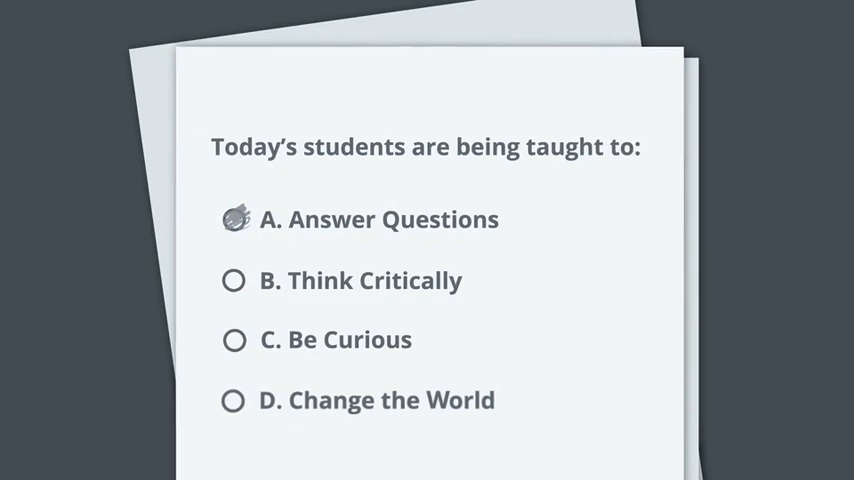 Today’s students are being taught to:
A. Answer Questions
B. Think Critically
C. Be Curious
D. Change the World